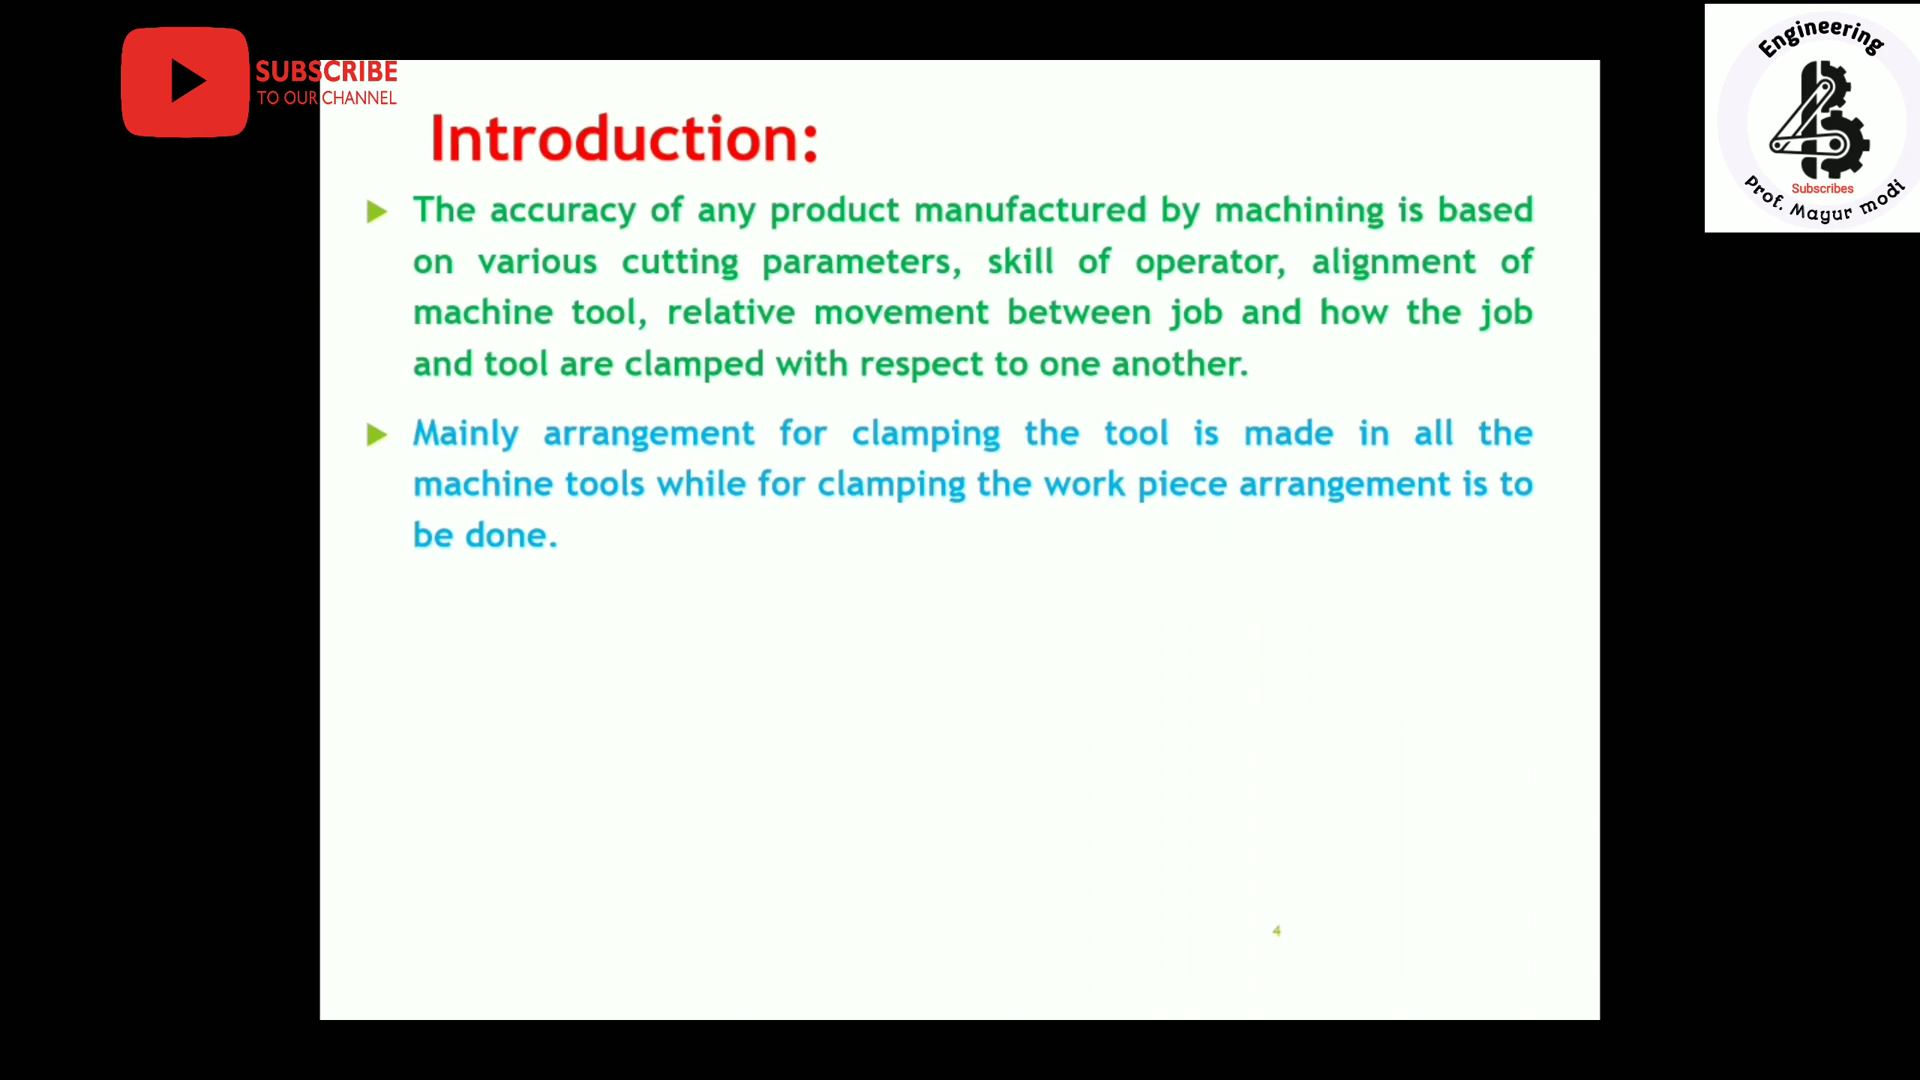 SUBSCRIBE
TO OUR CHANNEL
Engineering
Subscribes
Prof. Mayur modi
Introduction:
The accuracy of any product manufactured by machining is based
on various cutting parameters, skill of operator, alignment of
machine tool, relative movement between job and how the job
and tool are clamped with respect to one another.
Mainly arrangement for clamping the tool is made in all the
machine tools while for clamping the work piece arrangement is to
be done.
4